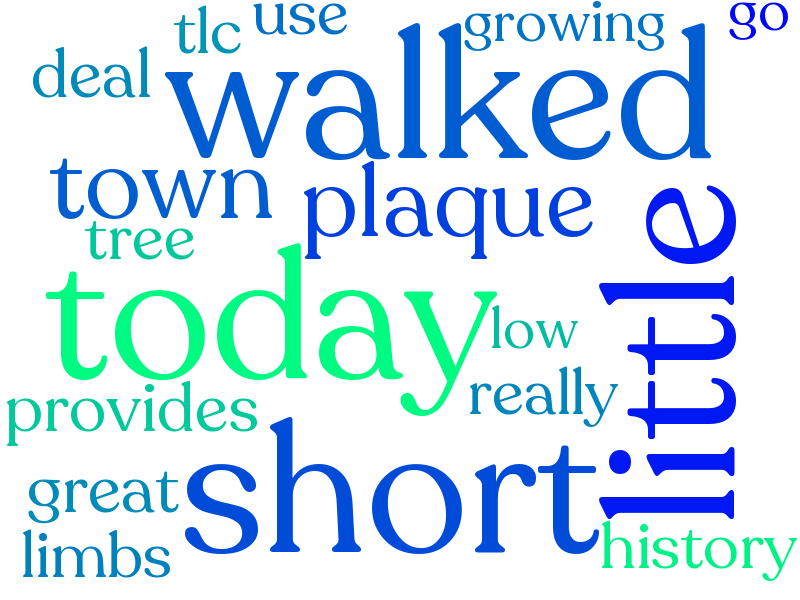 use
go
tlc
growing
deal
walked
town
plaque
tree
little
today
low
provides
really
great
short
limbs
history